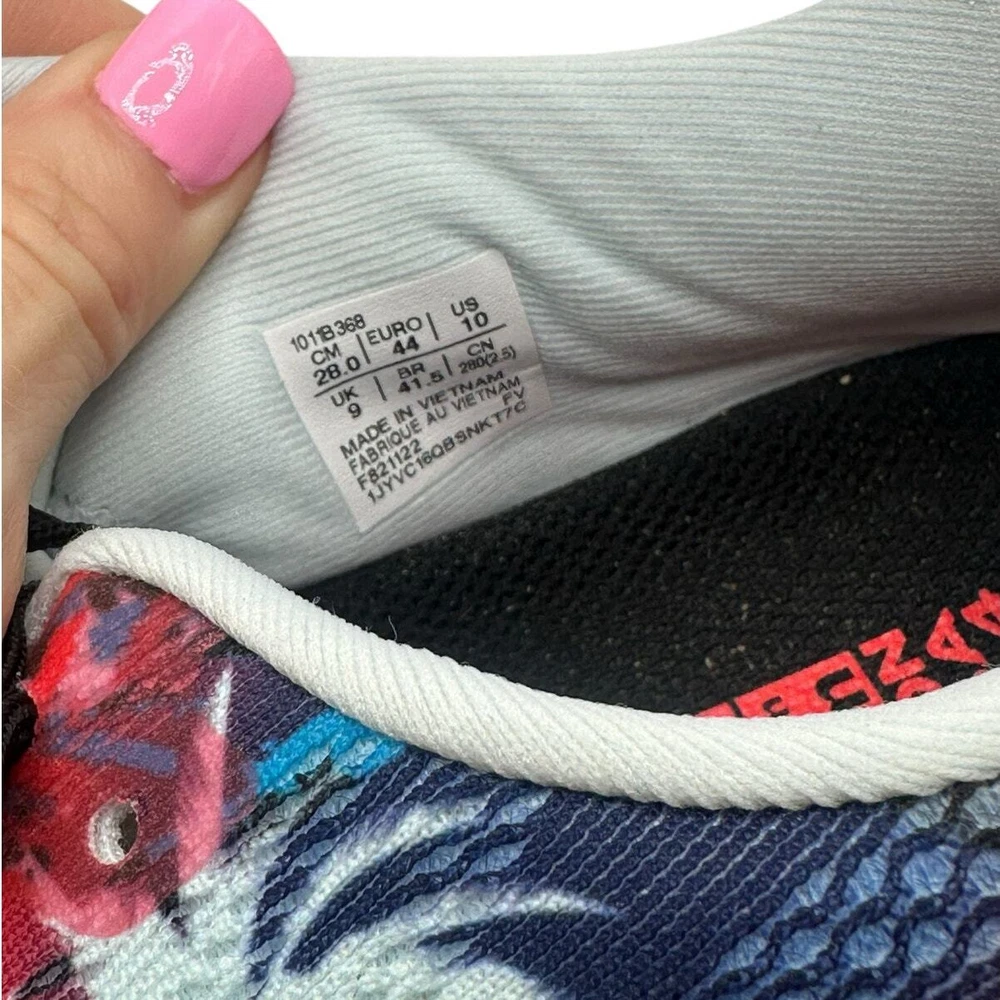 1011B368
CM | EURO | US
28.0 | 44 | 10
UK | BR | CN
9 | 41.5 | 280(2.5)
MADE IN VIETNAM
FABRIQUE AU VIETNAM
F821122 FV
1JYVC16QBSNKT7C